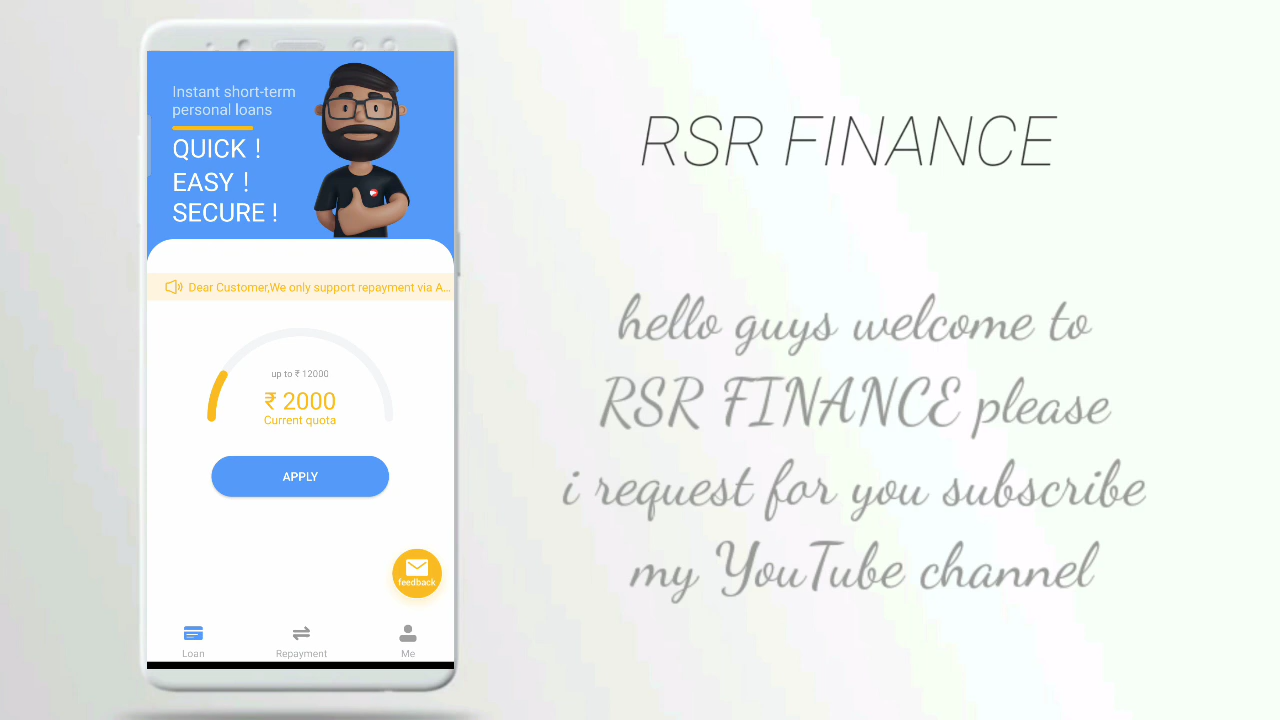 Instant short-term
personal loans
QUICK !
EASY !
SECURE !
Dear Customer,We only support repayment via A...
up to ₹ 12000
₹ 2000
Current quota
APPLY
feedback
Loan
Repayment
Me
RSR FINANCE
hello guys welcome to
RSR FINANCE please
i request for you subscribe
my YouTube channel